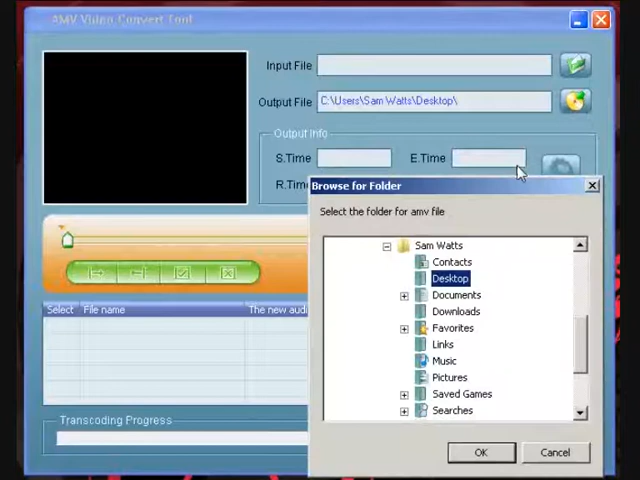 AMV Video Convert Tool
Input File
Output File C:\Users\Sam Watts\Desktop\
Output Info
S.Time E.Time
R.Time
Browse for Folder
Select the folder for amv file
Sam Watts
Contacts
Desktop
Documents
Downloads
Favorites
Links
Music
Pictures
Saved Games
Searches
OK Cancel
Select File name The new audi
Transcoding Progress